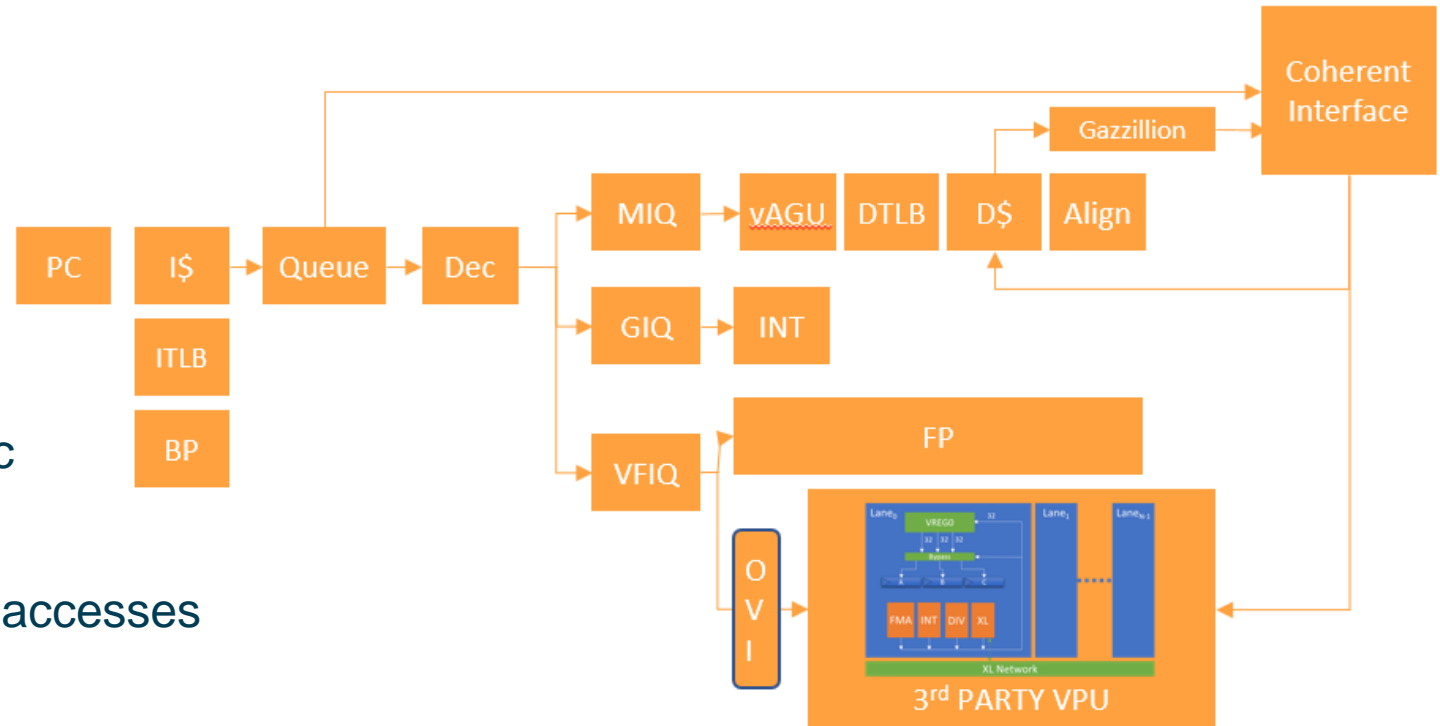 Coherent
Interface
Gazzillion
MIQ
vAGU
DTLB
D$
Align
PC
I$
Queue
Dec
GIQ
INT
ITLB
BP
c
VFIQ
FP
accesses
O
V
I
Lane0
VREG0
32
32 32 32
Bypass
A B C
FMA INT DIV XL
Lane1
LaneN-1
XL Network
3rd PARTY VPU